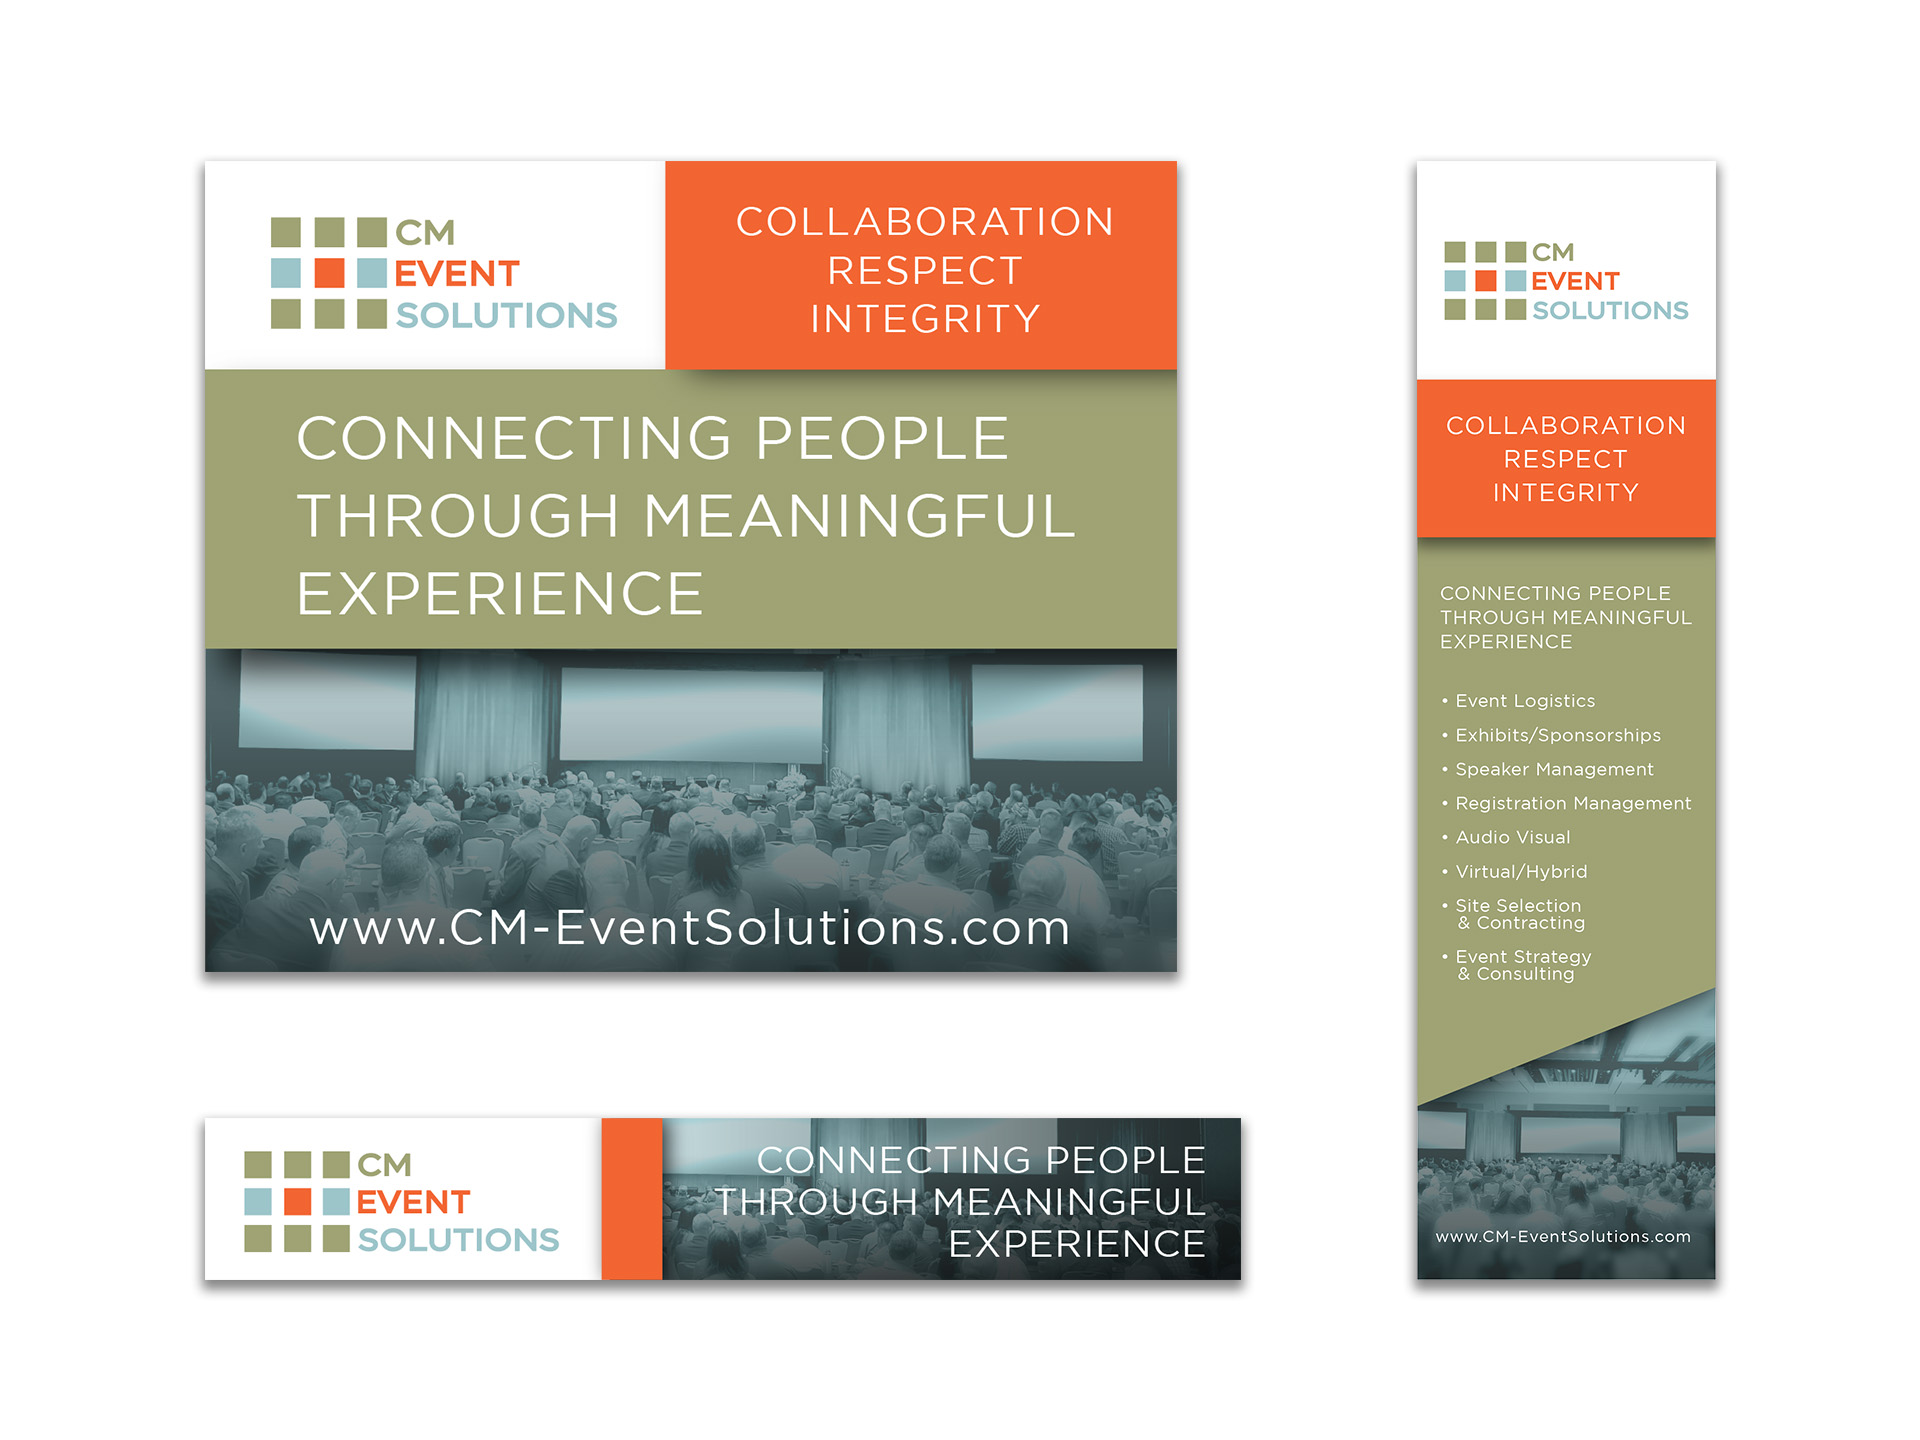 CM
EVENT
SOLUTIONS
COLLABORATION
RESPECT
INTEGRITY
CONNECTING PEOPLE
THROUGH MEANINGFUL
EXPERIENCE
www.CM-EventSolutions.com
CM
EVENT
SOLUTIONS
CONNECTING PEOPLE
THROUGH MEANINGFUL
EXPERIENCE
CM
EVENT
SOLUTIONS
COLLABORATION
RESPECT
INTEGRITY
CONNECTING PEOPLE
THROUGH MEANINGFUL
EXPERIENCE
• Event Logistics
• Exhibits/Sponsorships
• Speaker Management
• Registration Management
• Audio Visual
• Virtual/Hybrid
• Site Selection
& Contracting
• Event Strategy
& Consulting
www.CM-EventSolutions.com